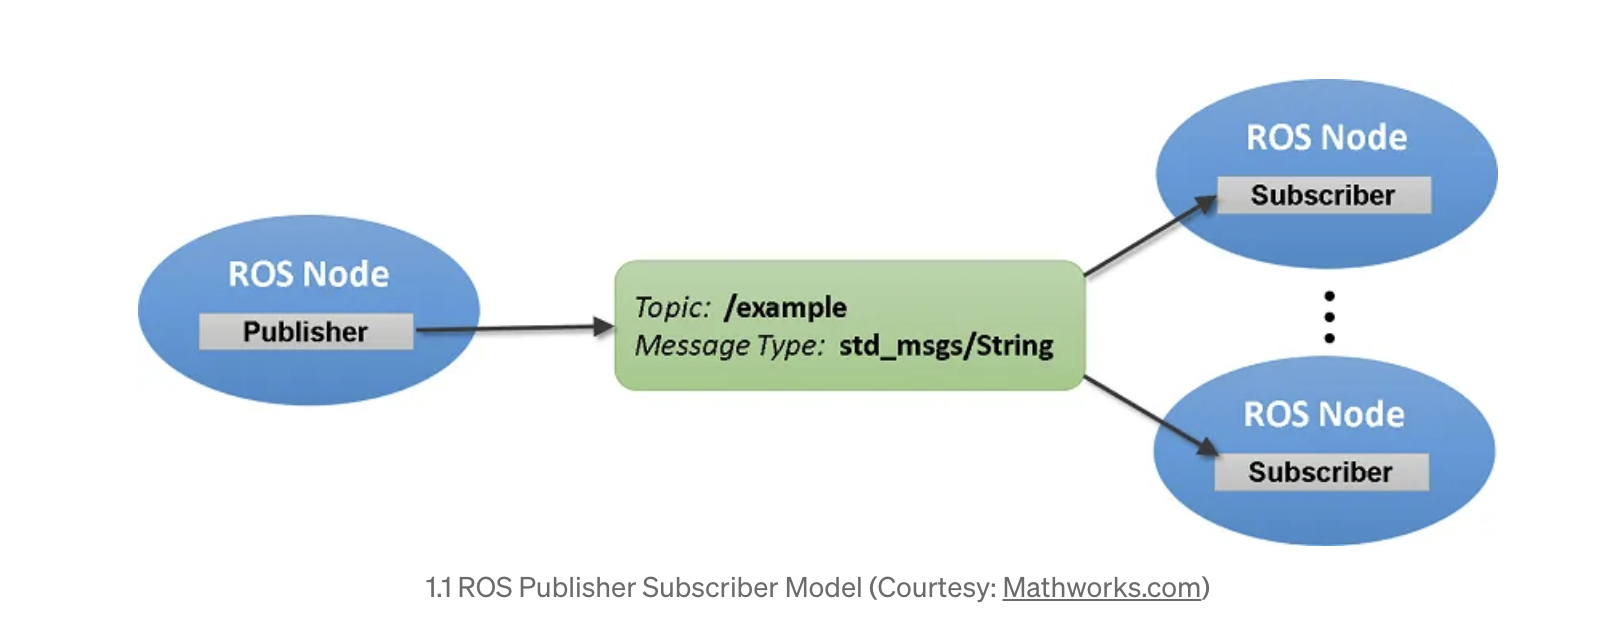 ROS Node
Publisher
Topic: /example
Message Type: std_msgs/String
ROS Node
Subscriber
ROS Node
Subscriber
1.1 ROS Publisher Subscriber Model (Courtesy: Mathworks.com)